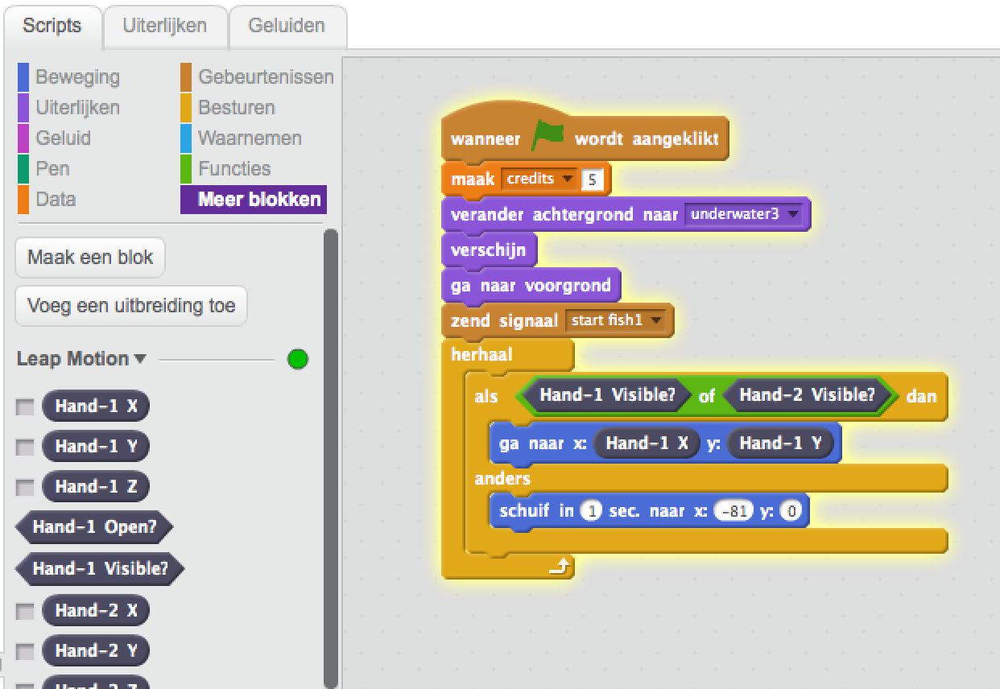 Scripts Uiterlijken Geluiden
Beweging Gebeurtenissen
Uiterlijken Besturen
Geluid Waarnemen
Pen Functies
Data Meer blokken
Maak een blok
Voeg een uitbreiding toe
Leap Motion
Hand-1 X
Hand-1 Y
Hand-1 Z
Hand-1 Open?
Hand-1 Visible?
Hand-2 X
Hand-2 Y
wanneer wordt aangeklikt
maak credits 5
verander achtergrond naar underwater3
verschijn
ga naar voorgrond
zend signaal start fish1
herhaal
als Hand-1 Visible? of Hand-2 Visible? dan
ga naar x: Hand-1 X y: Hand-1 Y
anders
schuif in 1 sec. naar x: -81 y: 0